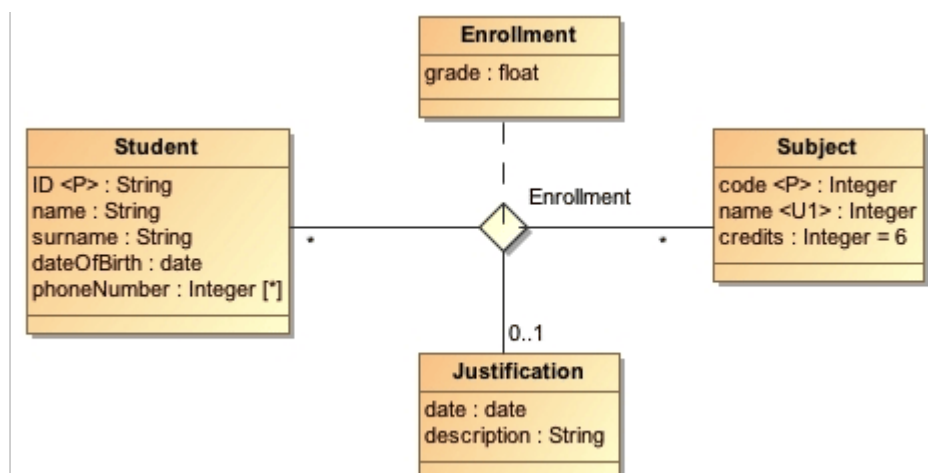 Enrollment
grade : float
Student
ID <P> : String
name : String
surname : String
dateOfBirth : date
phoneNumber : Integer [*]
Enrollment
*
*
Subject
code <P> : Integer
name <U1> : Integer
credits : Integer = 6
0..1
Justification
date : date
description : String